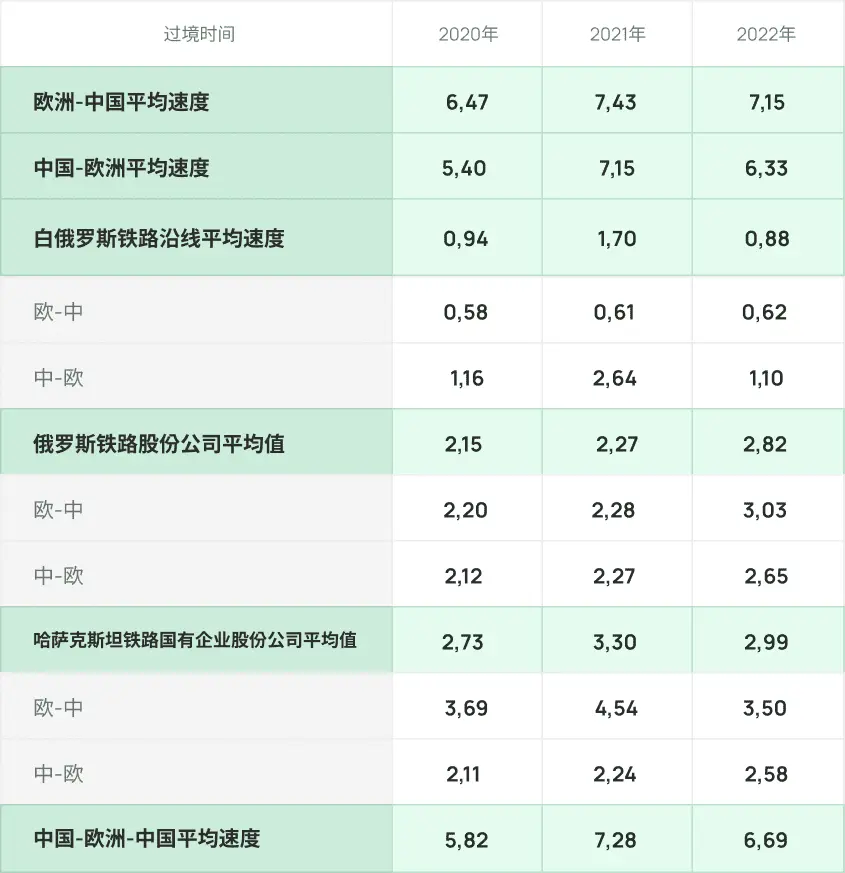 过境时间 2020年 2021年 2022年
欧洲-中国平均速度 6,47 7,43 7,15
中国-欧洲平均速度 5,40 7,15 6,33
白俄罗斯铁路沿线平均速度 0,94 1,70 0,88
欧-中 0,58 0,61 0,62
中-欧 1,16 2,64 1,10
俄罗斯铁路股份公司平均值 2,15 2,27 2,82
欧-中 2,20 2,28 3,03
中-欧 2,12 2,27 2,65
哈萨克斯坦铁路国有企业股份公司平均值 2,73 3,30 2,99
欧-中 3,69 4,54 3,50
中-欧 2,11 2,24 2,58
中国-欧洲-中国平均速度 5,82 7,28 6,69